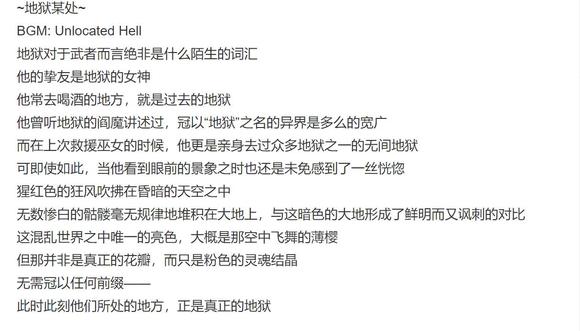 ~地狱某处~
BGM: Unlocated Hell
地狱对于武者而言绝非是什么陌生的词汇
他的挚友是地狱的女神
他常去喝酒的地方，就是过去的地狱
他曾听地狱的阎魔讲述过，冠以“地狱”之名的异界是多么的宽广
而在上次救援巫女的时候，他更是亲身去过众多地狱之一的无间地狱
可即使如此，当他看到眼前的景象之时也还是未免感到了一丝恍惚
猩红色的狂风吹拂在昏暗的天空之中
无数惨白的骷髅毫无规律地堆积在大地上，与这暗色的大地形成了鲜明而又讽刺的对比
这混乱世界之中唯一的亮色，大概是那空中飞舞的薄樱
但那并非是真正的花瓣，而只是粉色的灵魂结晶
无需冠以任何前缀——
此时此刻他们所处的地方，正是真正的地狱